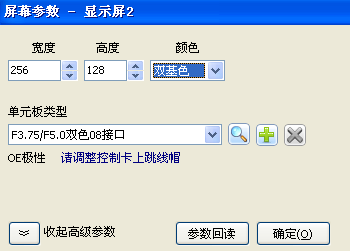 屏幕参数 - 显示屏2
宽度 高度 颜色
256 128 双基色
单元板类型
F3.75/F5.0双色08接口
OE极性 请调整控制卡上跳线帽
收起高级参数 参数回读 确定(O)